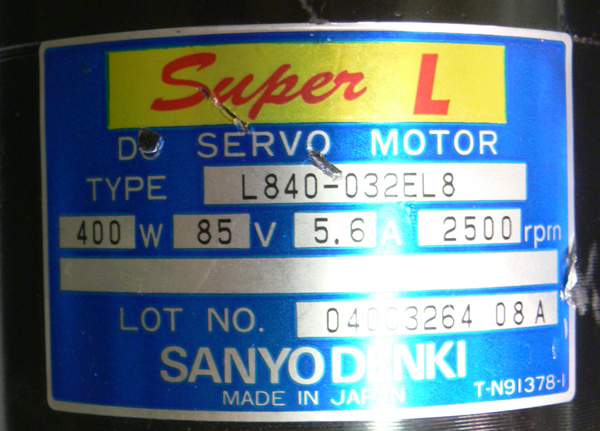 Super L
DC SERVO MOTOR
TYPE L840-032EL8
400 W 85 V 5.6 A 2500 rpm
LOT NO. 04003264 08 A
SANYO DENKI
MADE IN JAPAN
T-N91378-1